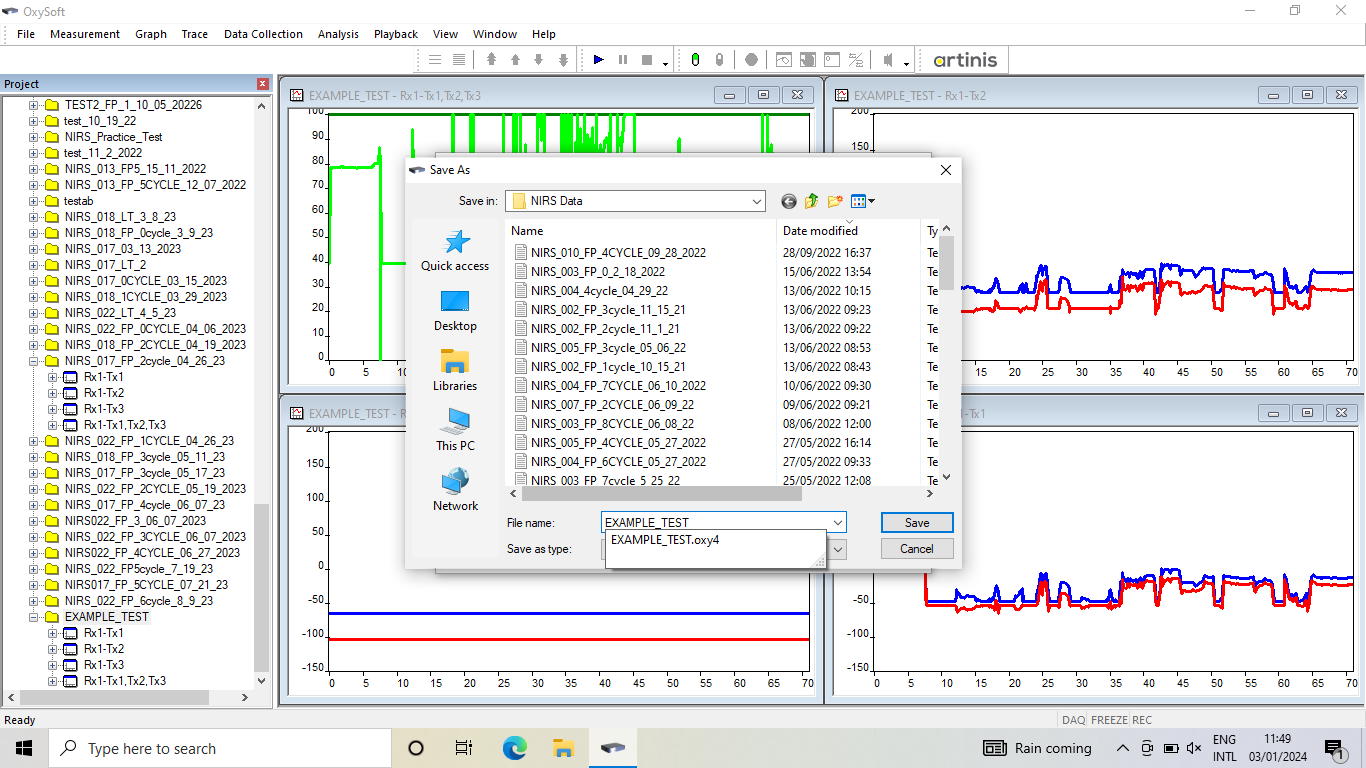 OxySoft
File Measurement Graph Trace Data Collection Analysis Playback View Window Help
artinis
Project
TEST2_FP_1_10_05_20226
test_10_19_22
NIRS_Practice_Test
test_11_2_2022
NIRS_013_FP5_15_11_2022
NIRS_013_FP_5CYCLE_12_07_2022
testab
NIRS_018_LT_3_8_23
NIRS_018_FP_0cycle_3_9_23
NIRS_017_03_13_2023
NIRS_017_LT_2
NIRS_017_0CYCLE_03_15_2023
NIRS_018_1CYCLE_03_29_2023
NIRS_022_LT_4_5_23
NIRS_022_FP_0CYCLE_04_06_2023
NIRS_018_FP_2CYCLE_04_19_2023
NIRS_017_FP_2cycle_04_26_23
Rx1-Tx1
Rx1-Tx2
Rx1-Tx3
Rx1-Tx1,Tx2,Tx3
NIRS_022_FP_1CYCLE_04_26_23
NIRS_018_FP_3cycle_05_11_23
NIRS_017_FP_3cycle_05_17_23
NIRS_022_FP_2CYCLE_05_19_2023
NIRS_017_FP_4cycle_06_07_23
NIRS022_FP_3_06_07_2023
NIRS_022_FP_3CYCLE_06_07_2023
NIRS022_FP_4CYCLE_06_27_2023
NIRS_022_FP5cycle_7_19_23
NIRS017_FP_5CYCLE_07_21_23
NIRS_022_FP_6cycle_8_9_23
EXAMPLE_TEST
Rx1-Tx1
Rx1-Tx2
Rx1-Tx3
Rx1-Tx1,Tx2,Tx3
EXAMPLE_TEST - Rx1-Tx1,Tx2,Tx3
100
90
80
70
60
50
40
30
20
10
0
0 5 10
EXAMPLE_TEST - Rx1-Tx2
200
150
15 20 25 30 35 40 45 50 55 60 65 70
Save As
Save in: NIRS Data
Quick access
Desktop
Libraries
This PC
Network
Name Date modified Ty
NIRS_010_FP_4CYCLE_09_28_2022 28/09/2022 16:37 Te
NIRS_003_FP_0_2_18_2022 15/06/2022 13:54 Te
NIRS_004_4cycle_04_29_22 13/06/2022 10:15 Te
NIRS_002_FP_3cycle_11_15_21 13/06/2022 09:23 Te
NIRS_002_FP_2cycle_11_1_21 13/06/2022 09:22 Te
NIRS_005_FP_3cycle_05_06_22 13/06/2022 08:53 Te
NIRS_002_FP_1cycle_10_15_21 13/06/2022 08:43 Te
NIRS_004_FP_7CYCLE_06_10_2022 10/06/2022 09:30 Te
NIRS_007_FP_2CYCLE_06_09_22 09/06/2022 09:21 Te
NIRS_003_FP_8CYCLE_06_08_22 08/06/2022 12:00 Te
NIRS_005_FP_4CYCLE_05_27_2022 27/05/2022 16:14 Te
NIRS_004_FP_6CYCLE_05_27_2022 27/05/2022 09:33 Te
NIRS_003_FP_7cycle_5_25_22 25/05/2022 12:08 Te
File name: EXAMPLE_TEST Save
EXAMPLE_TEST.oxy4
Save as type: Cancel
EXAMPLE_TEST - R
200
150
100
50
0
-50
-100
-150
0 5 10 15 20 25 30 35 40 45 50 55 60 65 70
-Tx1
-50
-100
-150
0 5 10 15 20 25 30 35 40 45 50 55 60 65 70
Ready
DAQ FREEZE REC
Type here to search
Rain coming
ENG
INTL
11:49
03/01/2024
1